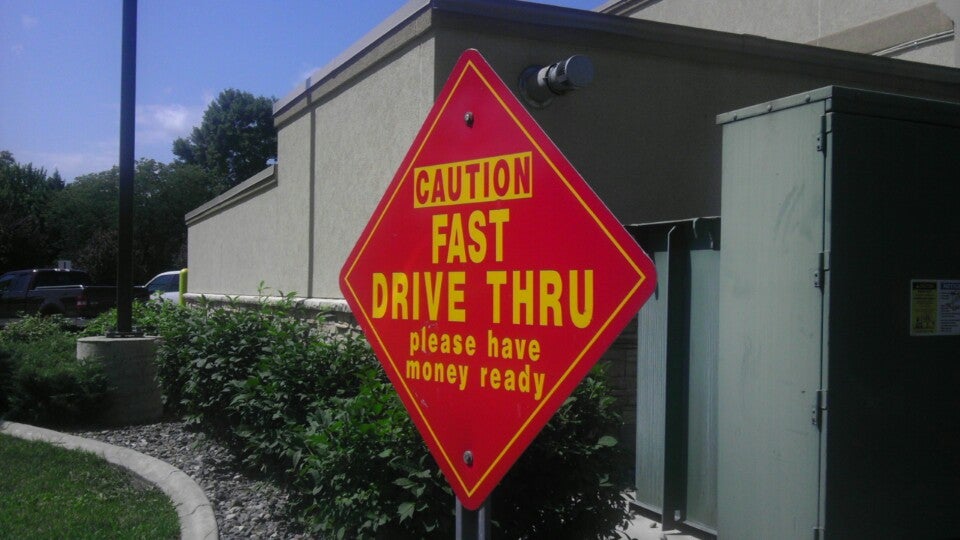 CAUTION
FAST
DRIVE THRU
please have
money ready